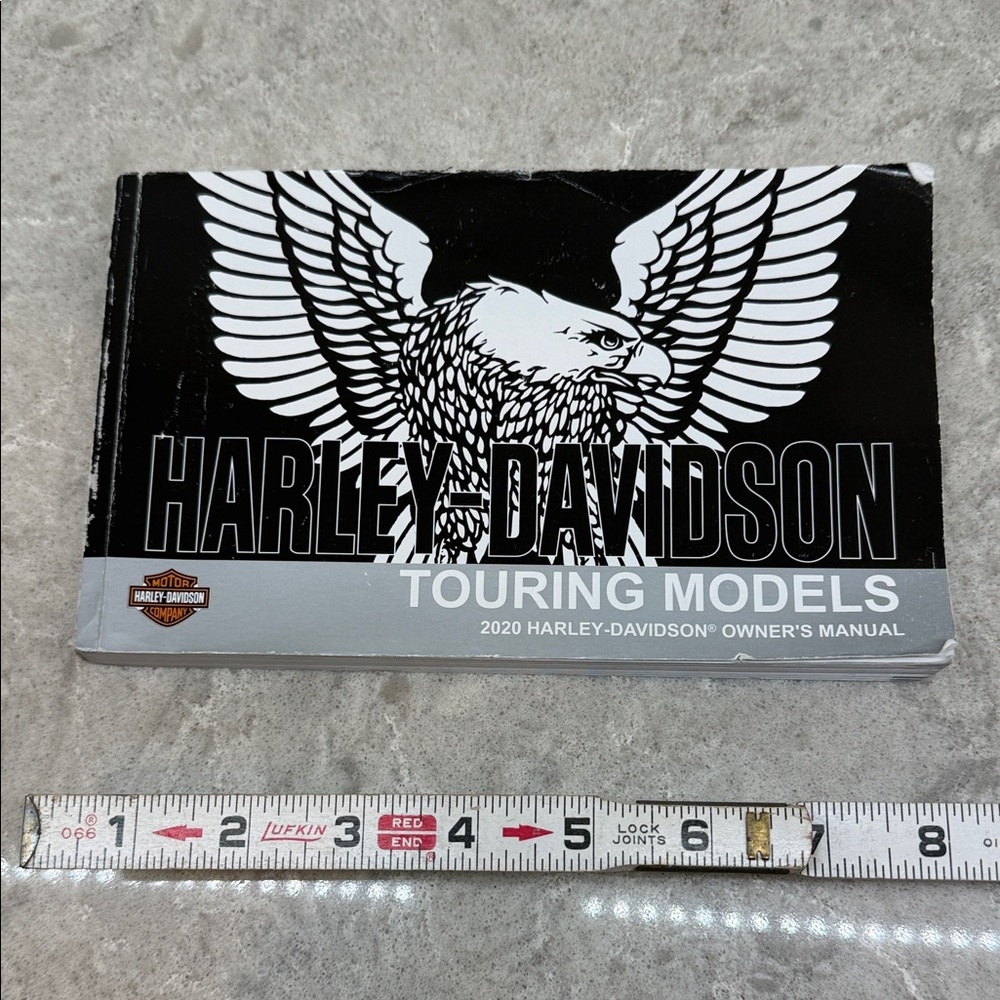 HARLEY-DAVIDSON
TOURING MODELS
2020 HARLEY-DAVIDSON® OWNER'S MANUAL
MOTOR
HARLEY-DAVIDSON
COMPANY
066® 1 2 LUFKIN 3 RED END® 4 5 LOCK JOINTS 6 7 8